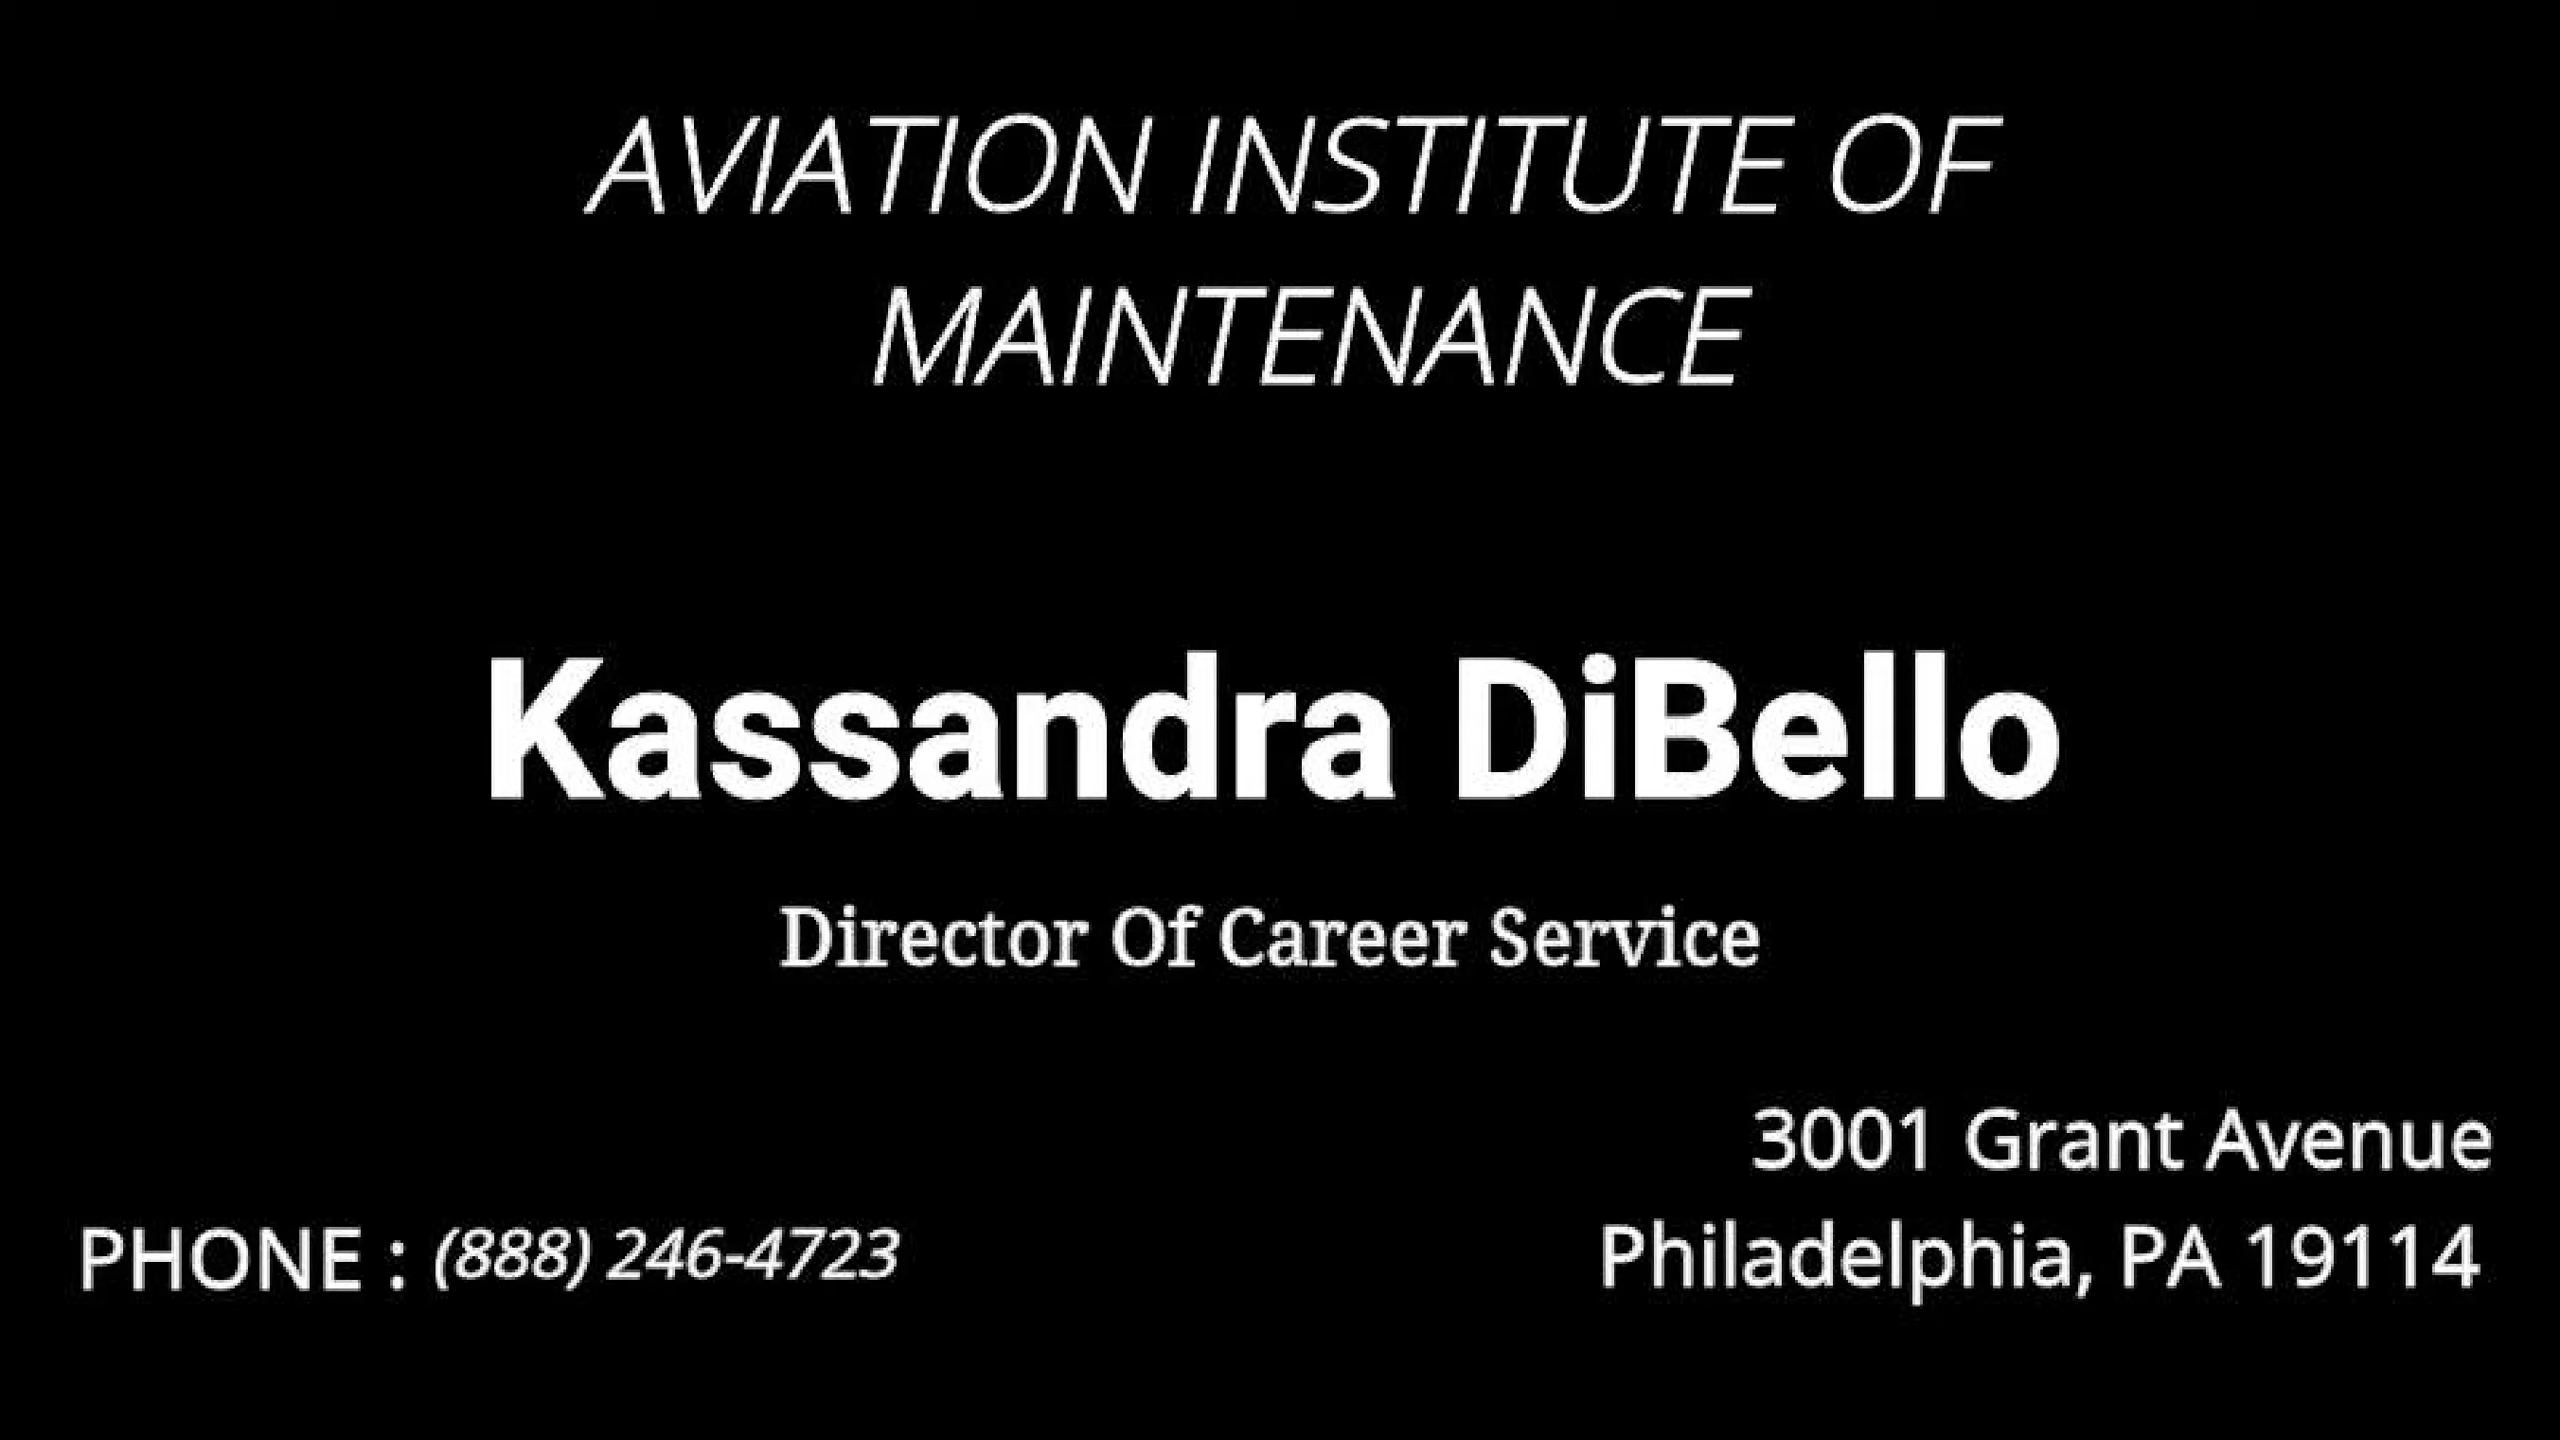 AVIATION INSTITUTE OF
MAINTENANCE
Kassandra DiBello
Director Of Career Service
3001 Grant Avenue
PHONE : (888) 246-4723
Philadelphia, PA 19114